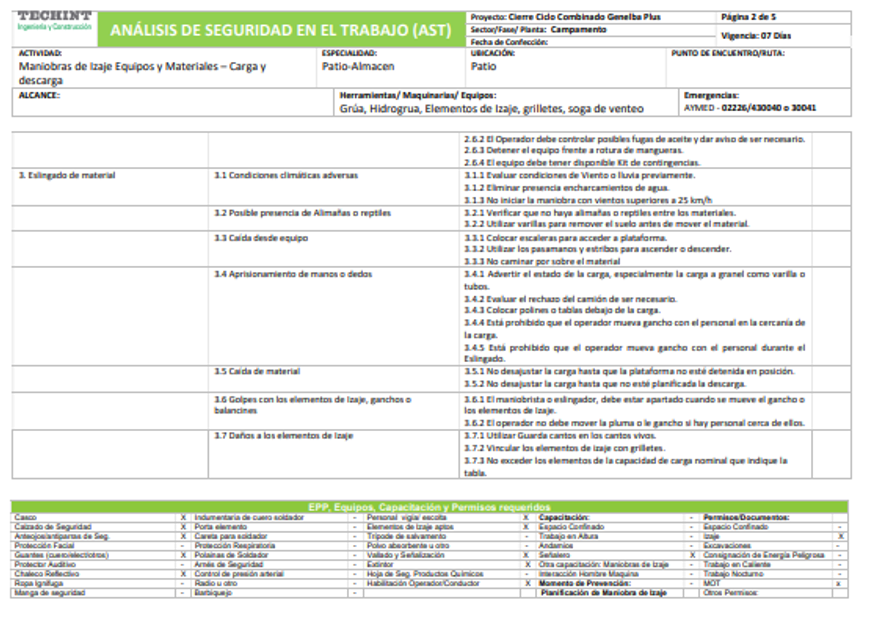 TECHINT
Ingeniería y Construcción
ANÁLISIS DE SEGURIDAD EN EL TRABAJO (AST)
Proyecto: Cierre Ciclo Combinado Genelba Plus
Sector/Fase/ Planta: Campamento
Fecha de Confección:
Página 2 de 5
Vigencia: 07 Días
ACTIVIDAD:
Maniobras de Izaje Equipos y Materiales – Carga y
descarga
ESPECIALIDAD:
Patio-Almacen
UBICACIÓN:
Patio
PUNTO DE ENCUENTRO/RUTA:
ALCANCE:
Herramientas/ Maquinarias/ Equipos:
Grúa, Hidrogrua, Elementos de Izaje, grilletes, soga de venteo
Emergencias:
AYMED - 02226/430040 o 30041
2.6.2 El Operador debe controlar posibles fugas de aceite y dar aviso de ser necesario.
2.6.3 Detener el equipo frente a rotura de mangueras.
2.6.4 El equipo debe tener disponible Kit de contingencias.
3. Eslingado de material
3.1 Condiciones climáticas adversas
3.1.1 Evaluar condiciones de Viento o lluvia previamente.
3.1.2 Eliminar presencia encharcamientos de agua.
3.1.3 No iniciar la maniobra con vientos superiores a 25 km/h
3.2 Posible presencia de Alimañas o reptiles
3.2.1 Verificar que no haya alimañas o reptiles entre los materiales.
3.2.2 Utilizar varillas para remover el suelo antes de mover el material.
3.3 Caída desde equipo
3.3.1 Colocar escaleras para acceder a plataforma.
3.3.2 Utilizar los pasamanos y estribos para ascender o descender.
3.3.3 No caminar por sobre el material
3.4 Aprisionamiento de manos o dedos
3.4.1 Advertir el estado de la carga, especialmente la carga a granel como varilla o
tubos.
3.4.2 Evaluar el rechazo del camión de ser necesario.
3.4.3 Colocar polines o tablas debajo de la carga.
3.4.4 Está prohibido que el operador mueva gancho con el personal en la cercanía de
la carga.
3.4.5 Está prohibido que el operador mueva gancho con el personal durante el
Eslingado.
3.5 Caída de material
3.5.1 No desajustar la carga hasta que la plataforma no esté detenida en posición.
3.5.2 No desajustar la carga hasta que no esté planificada la descarga.
3.6 Golpes con los elementos de izaje, ganchos o
balancines
3.6.1 El maniobrista o eslingador, debe estar apartado cuando se mueve el gancho o
los elementos de izaje.
3.6.2 El operador no debe mover la pluma o le gancho si hay personal cerca de ellos.
3.7 Daños a los elementos de Izaje
3.7.1 Utilizar Guarda cantos en los cantos vivos.
3.7.2 Vincular los elementos de izaje con grilletes.
3.7.3 No exceder los elementos de la capacidad de carga nominal que indique la
tabla.
EPP, Equipos, Capacitación y Permisos requeridos
Casco X Indumentaria de cuero soldador - Personal vigía/ escolta X Capacitación: - Permisos/Documentos:
Calzado de Seguridad X Porta elemento - Elementos de Izaje aptos X Espacio Confinado - Espacio Confinado -
Anteojos/antiparras de Seg. X Careta para soldador - Trípode de salvamento - Trabajo en Altura - Izaje X
Protección Facial - Protección Respiratoria - Polvo absorbente u otro - Andamios - Excavaciones -
Guantes (cuero/electrotros) X Polainas de Soldador - Vallado y Señalización X Señalero X Consignación de Energía Peligrosa -
Protector Auditivo - Arnés de Seguridad - Extintor X Otra capacitación: Maniobras de Izaje - Trabajo en Caliente -
Chaleco Reflectivo X Control de presión arterial - Hoja de Seg. Productos Químicos - Interacción Hombre Maquina - Trabajo Nocturno -
Ropa Ignífuga - Radio u otro - Habilitación Operador/Conductor X Momento de Prevención: - MOT x
Manga de seguridad - Barbiquejo - Planificación de Maniobra de Izaje - Otros Permisos: